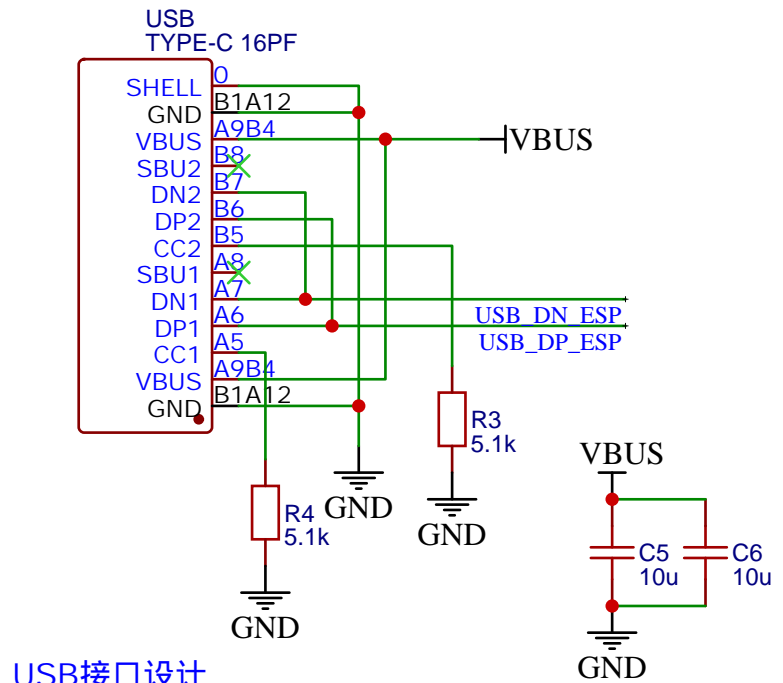 USB
TYPE-C 16PF
SHELL 0
GND B1A12
VBUS A9B4
SBU2 B8
DN2 B7
DP2 B6
CC2 B5
SBU1 A8
DN1 A7
DP1 A6
CC1 A5
VBUS A9B4
GND B1A12
VBUS
USB_DN_ESP
USB_DP_ESP
R3
5.1k
GND
R4
5.1k
GND
GND
VBUS
C5
10u
C6
10u
GND
USB接口设计